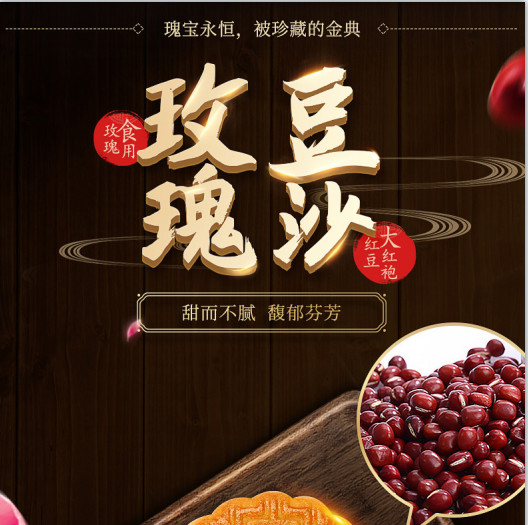 瑰宝永恒，被珍藏的金典
玫瑰
豆沙
食用
玫瑰
大红袍
红豆
甜而不腻 馥郁芬芳